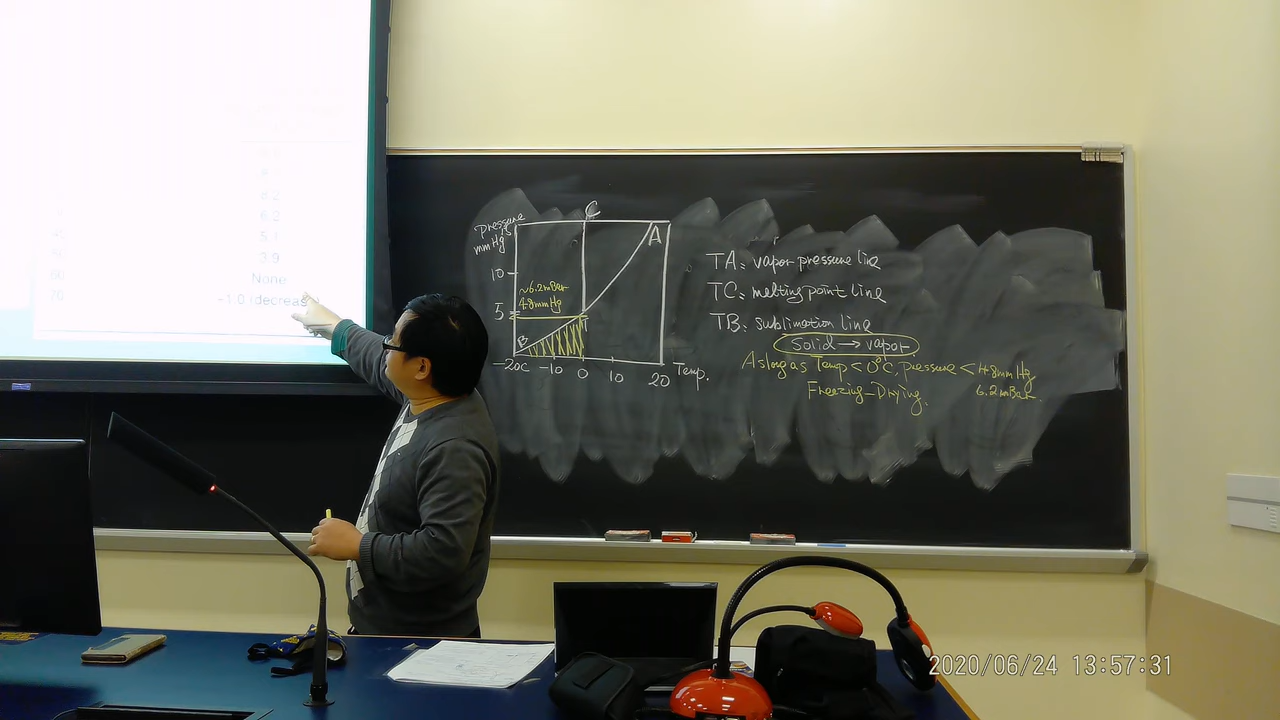 8.2
6.2
5.1
3.9
None
~1.0 (decrease)
60
70
pressure
mmHg
15
10
5
~6.2mBar
4.8mmHg
C
A
T
B
-20c -10 0 10 20 Temp.
TA: vapor pressure line
TC: melting point line
TB: sublimation line
Solid → vapor
As long as Temp < 0°C, pressure < 4.8mmHg
6.2mBar.
Freezing-Drying.
2020/06/24 13:57:31